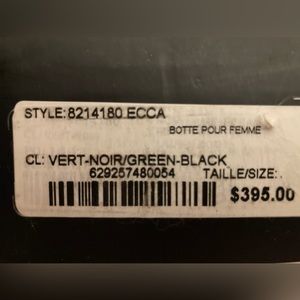 STYLE:8214180 ECCA
BOTTE POUR FEMME
CL: VERT-NOIR/GREEN-BLACK
629257480054 TAILLE/SIZE: .
$395.00